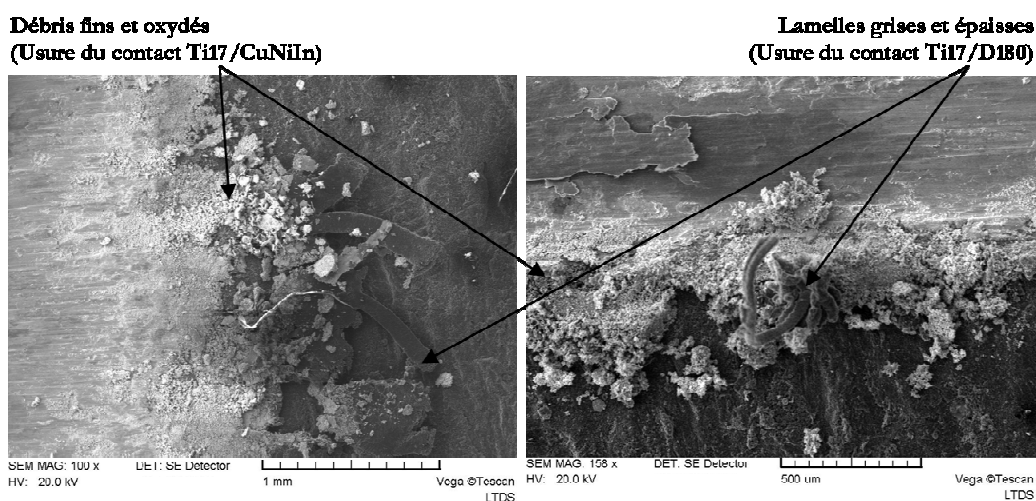 Débris fins et oxydés
(Usure du contact Ti17/CuNiIn)
Lamelles grises et épaisses
(Usure du contact Ti17/D180)
SEM MAG: 100 x DET: SE Detector
HV: 20.0 kV 1 mm Vega ©Tescan
LTDS
SEM MAG: 158 x DET: SE Detector
HV: 20.0 kV 500 um Vega ©Tescan
LTDS